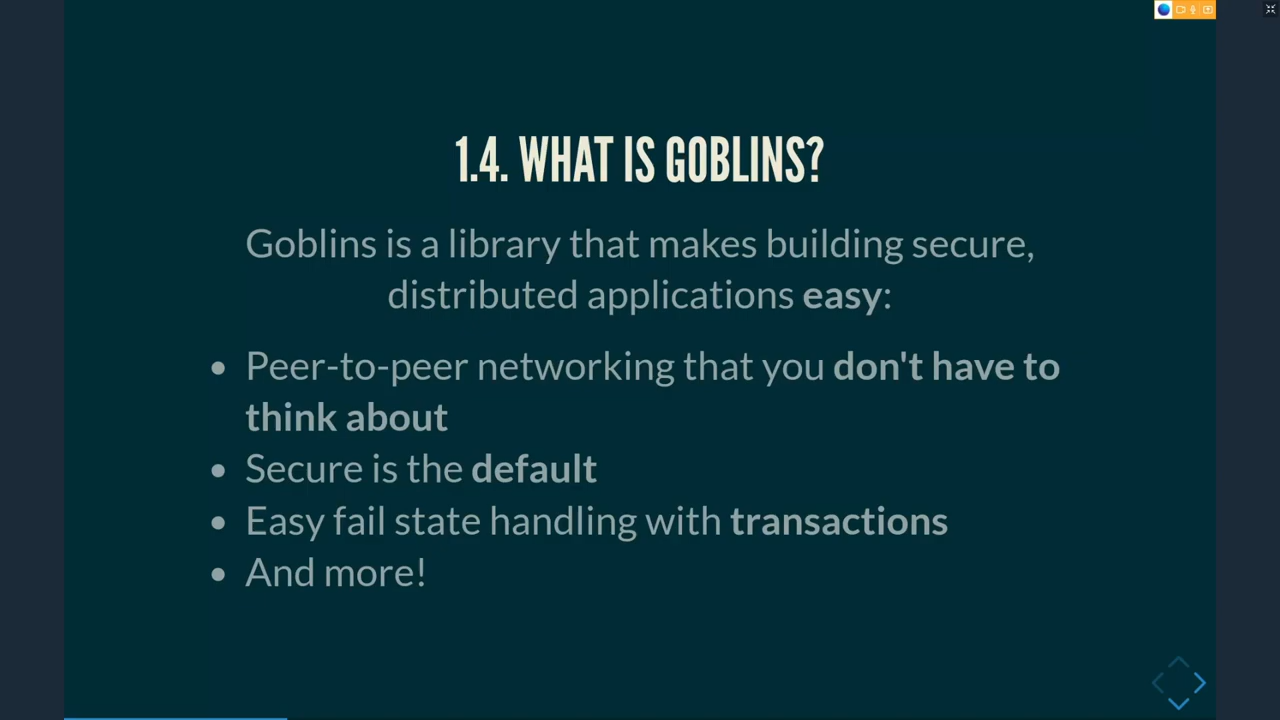 1.4. WHAT IS GOBLINS?
Goblins is a library that makes building secure,
distributed applications easy:
• Peer-to-peer networking that you don't have to
think about
• Secure is the default
• Easy fail state handling with transactions
• And more!